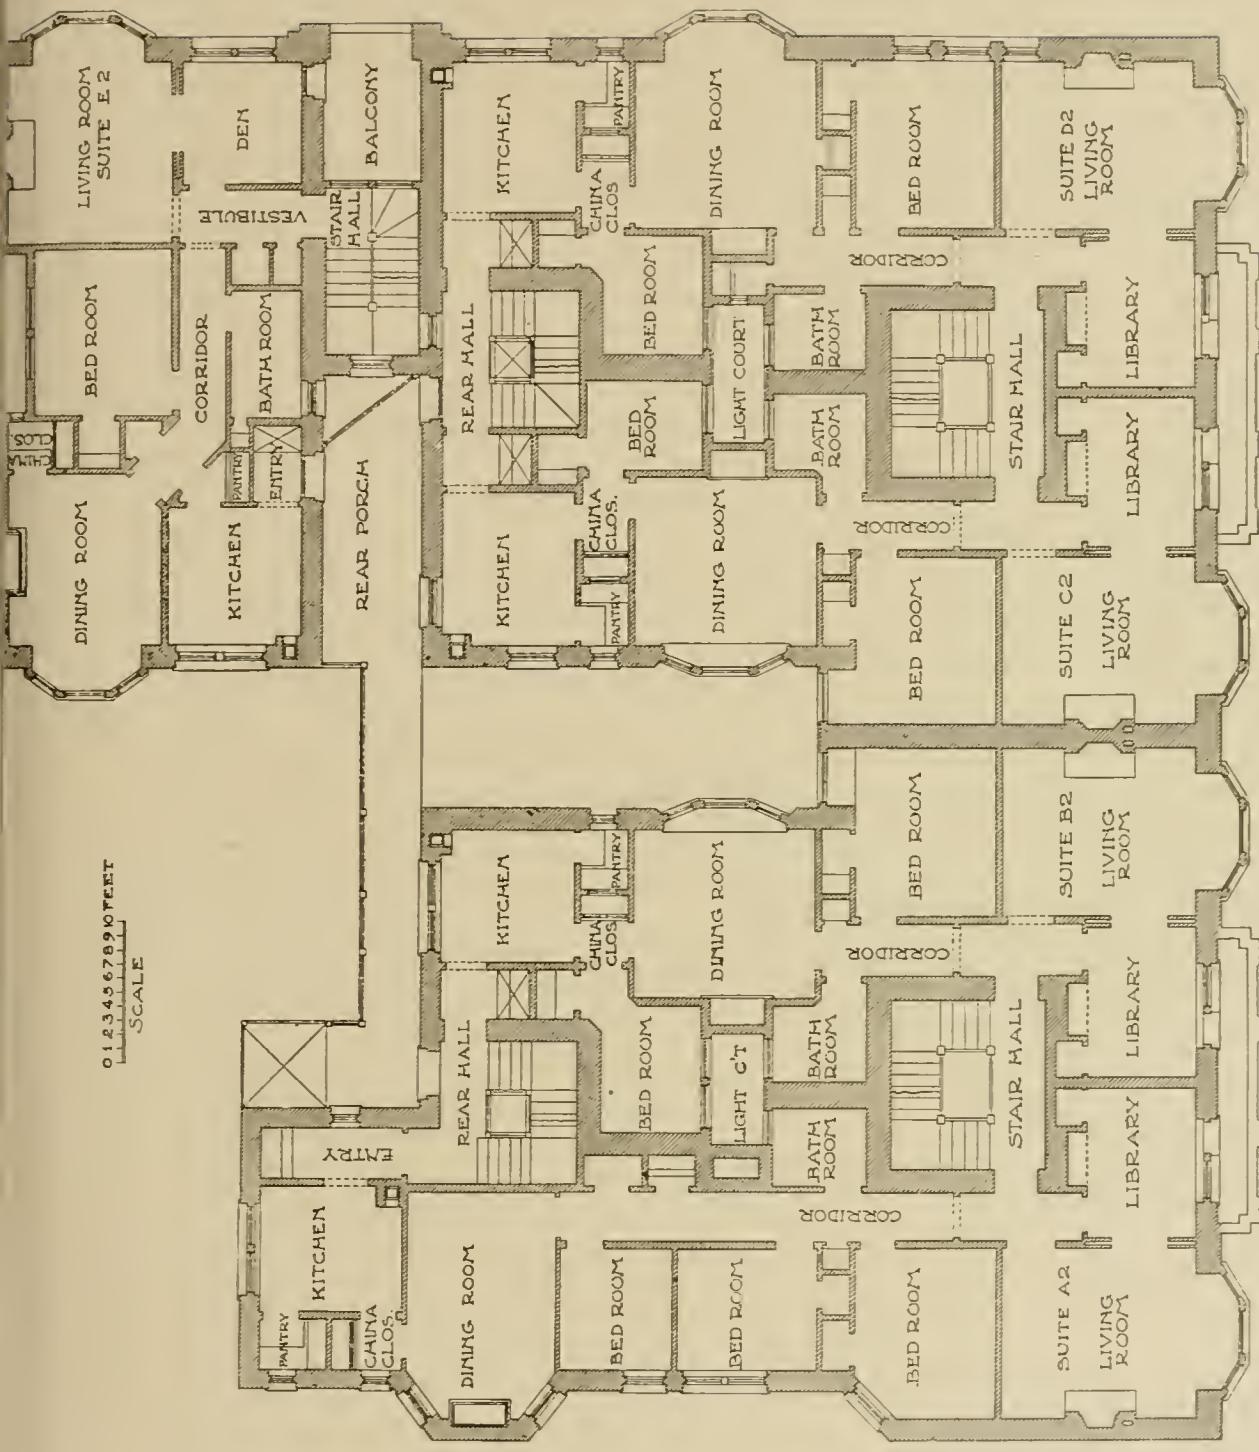 LIVING ROOM
SUITE E2
DEN
BALCONY
VESTIBULE
STAIR
HALL
BED ROOM
CORRIDOR
BATH ROOM
CLOS.
PANTRY
ENTRY
DINING ROOM
KITCHEN
REAR PORCH
KITCHEN
PANTRY
CHINA
CLOS
DINING ROOM
BED ROOM
SUITE D2
LIVING
ROOM
CORRIDOR
REAR HALL
BED ROOM
LIGHT COURT
BATH
ROOM
STAIR HALL
LIBRARY
BED
ROOM
BATH
ROOM
LIBRARY
KITCHEN
CHINA
CLOS.
PANTRY
DINING ROOM
CORRIDOR
BED ROOM
SUITE C2
LIVING
ROOM
KITCHEN
PANTRY
CHINA
CLOS
DINING ROOM
BED ROOM
SUITE B2
LIVING
ROOM
CORRIDOR
0 1 2 3 4 5 6 7 8 9 10 FEET
SCALE
REAR HALL
BED ROOM
LIGHT C'T
BATH
ROOM
STAIR HALL
LIBRARY
ENTRY
BATH
ROOM
LIBRARY
CORRIDOR
KITCHEN
PANTRY
CHINA
CLOS.
DINING ROOM
BED ROOM
BED ROOM
BED ROOM
SUITE A2
LIVING
ROOM